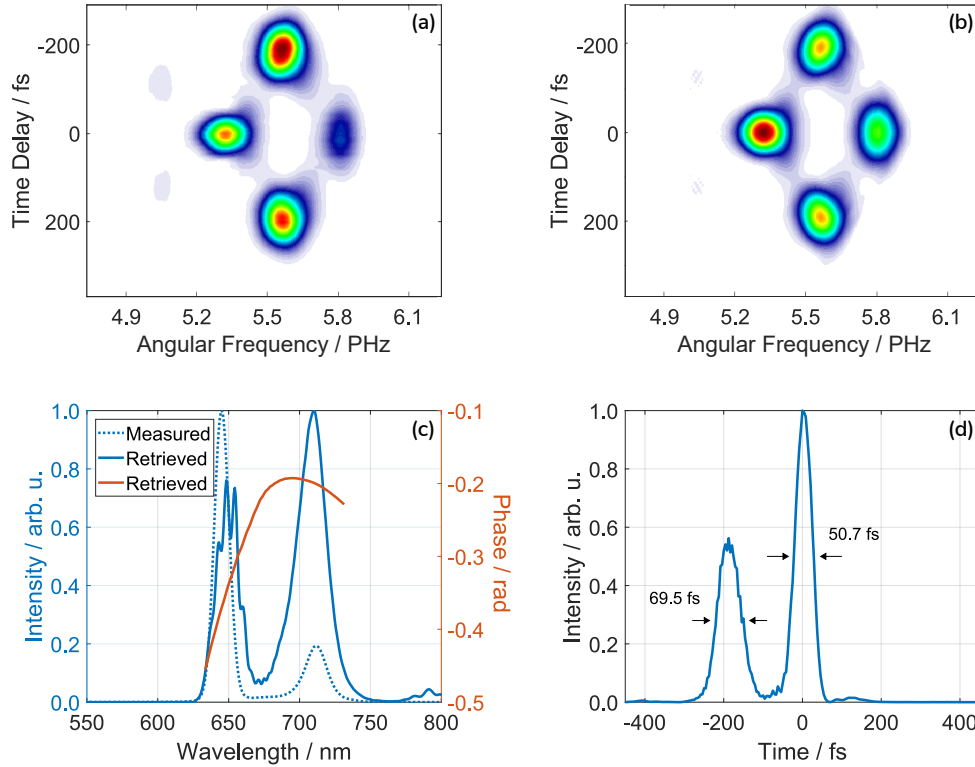 (a)
-200
0
200
Time Delay / fs
4.9 5.2 5.5 5.8 6.1
Angular Frequency / PHz
(b)
-200
0
200
Time Delay / fs
4.9 5.2 5.5 5.8 6.1
Angular Frequency / PHz
(c)
1.0
0.8
0.6
0.4
0.2
0.0
Intensity / arb. u.
Measured
Retrieved
Retrieved
-0.1
-0.2
-0.3
-0.4
-0.5
Phase / rad
550 600 650 700 750 800
Wavelength / nm
(d)
1.0
0.8
0.6
0.4
0.2
0.0
Intensity / arb. u.
50.7 fs
69.5 fs
-400 -200 0 200 400
Time / fs